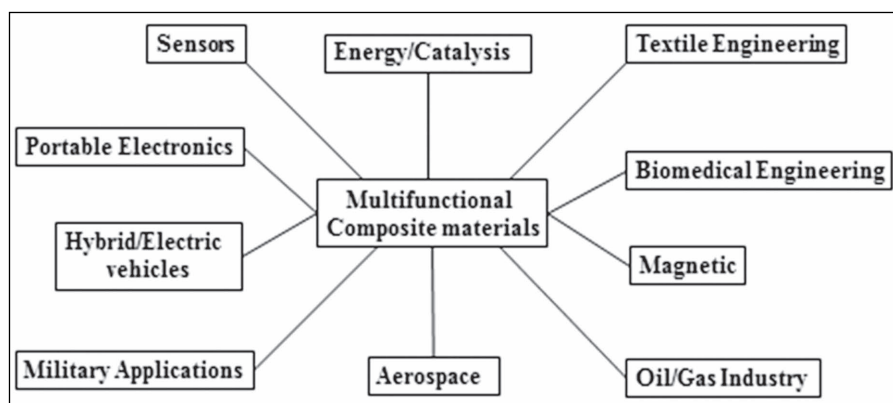 Sensors
Energy/Catalysis
Textile Engineering
Portable Electronics
Biomedical Engineering
Multifunctional
Composite materials
Hybrid/Electric
vehicles
Magnetic
Military Applications
Aerospace
Oil/Gas Industry